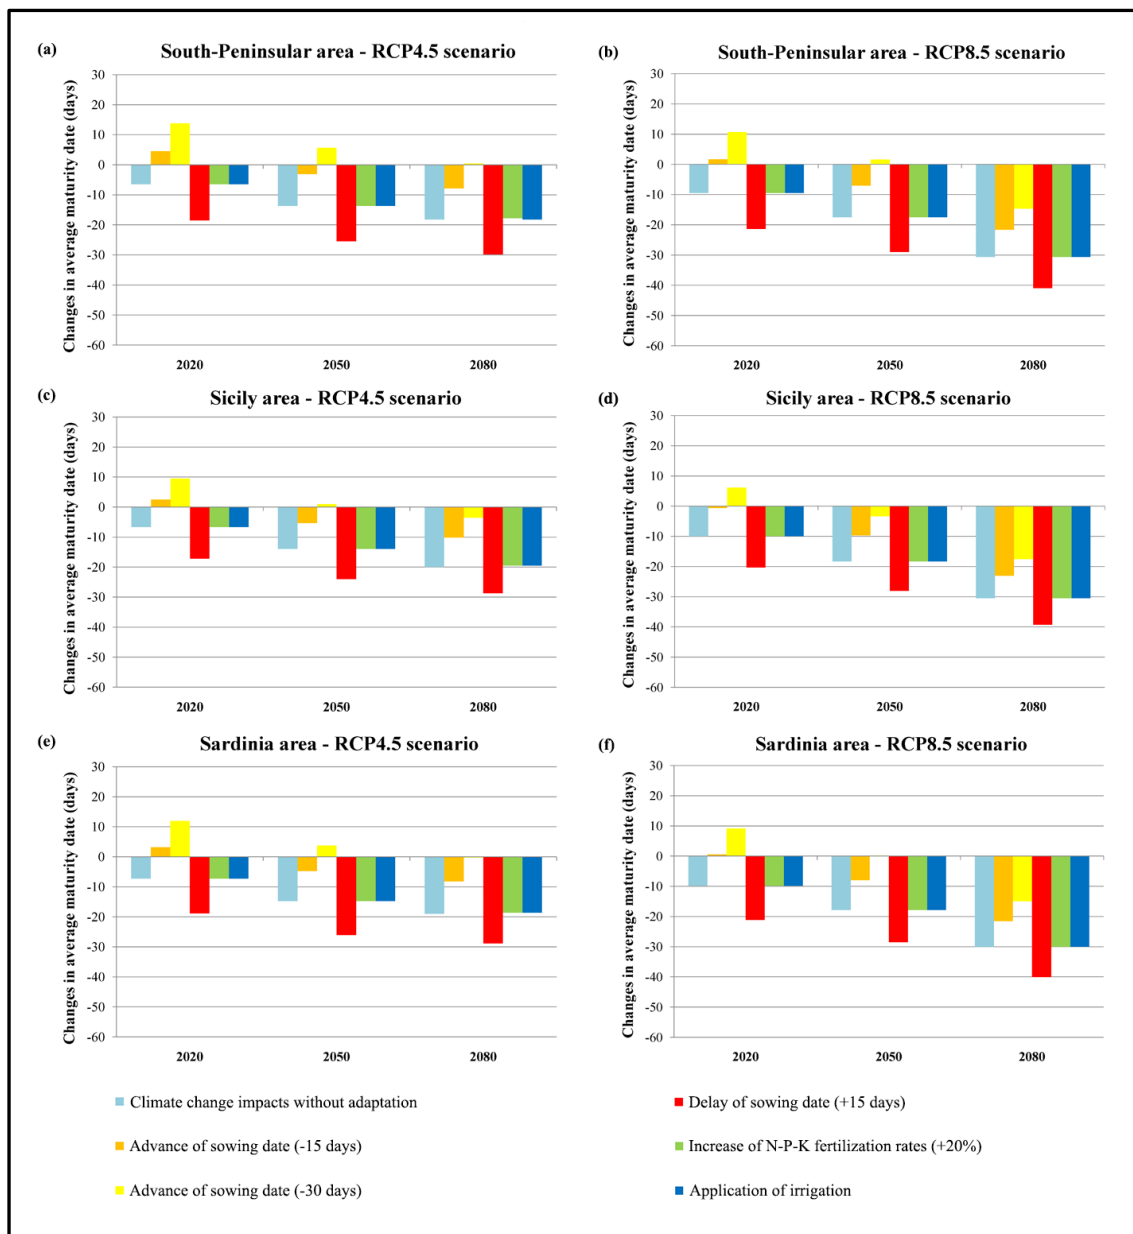 (a)
South-Peninsular area - RCP4.5 scenario
Changes in average maturity date (days)
30
20
10
0
-10
-20
-30
-40
-50
-60
2020 2050 2080
(b)
South-Peninsular area - RCP8.5 scenario
Changes in average maturity date (days)
30
20
10
0
-10
-20
-30
-40
-50
-60
2020 2050 2080
(c)
Sicily area - RCP4.5 scenario
Changes in average maturity date (days)
30
20
10
0
-10
-20
-30
-40
-50
-60
2020 2050 2080
(d)
Sicily area - RCP8.5 scenario
Changes in average maturity date (days)
30
20
10
0
-10
-20
-30
-40
-50
-60
2020 2050 2080
(e)
Sardinia area - RCP4.5 scenario
Changes in average maturity date (days)
30
20
10
0
-10
-20
-30
-40
-50
-60
2020 2050 2080
(f)
Sardinia area - RCP8.5 scenario
Changes in average maturity date (days)
30
20
10
0
-10
-20
-30
-40
-50
-60
2020 2050 2080
Climate change impacts without adaptation
Advance of sowing date (-15 days)
Advance of sowing date (-30 days)
Delay of sowing date (+15 days)
Increase of N-P-K fertilization rates (+20%)
Application of irrigation